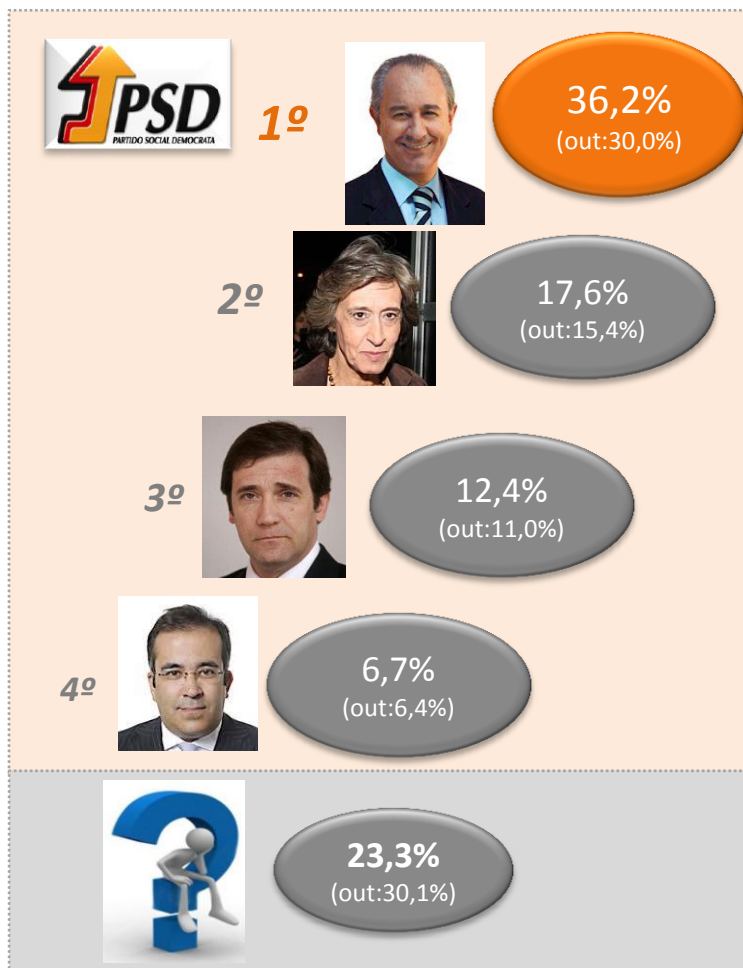 PSD
PARTIDO SOCIAL DEMOCRATA
1º
36,2%
(out:30,0%)
2º
17,6%
(out:15,4%)
3º
12,4%
(out:11,0%)
4º
6,7%
(out:6,4%)
23,3%
(out:30,1%)